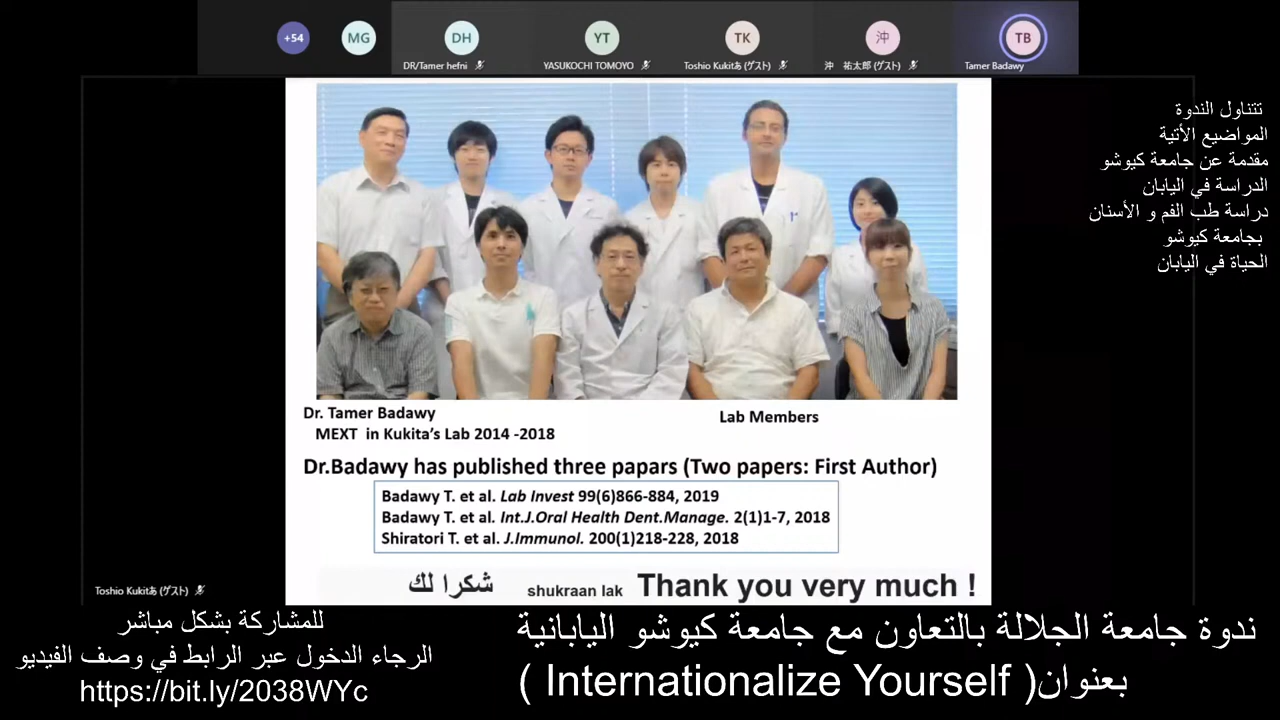 +54
MG
DH
DR/Tamer hefni
YT
YASUKOCHI TOMOYO
TK
Toshio Kukitあ (ゲスト)
沖
沖 祐太郎 (ゲスト)
TB
Tamer Badawy
تتناول الندوة
المواضيع الأتية
مقدمة عن جامعة كيوشو
الدراسة في اليابان
دراسة طب الفم و الأسنان
بجامعة كيوشو
الحياة في اليابان
Dr. Tamer Badawy
MEXT in Kukita's Lab 2014 -2018
Lab Members
Dr.Badawy has published three papars (Two papers: First Author)
Badawy T. et al. Lab Invest 99(6)866-884, 2019
Badawy T. et al. Int.J.Oral Health Dent.Manage. 2(1)1-7, 2018
Shiratori T. et al. J.Immunol. 200(1)218-228, 2018
شكرا لك shukraan lak Thank you very much !
Toshio Kukitあ (ゲスト)
للمشاركة بشكل مباشر
الرجاء الدخول عبر الرابط في وصف الفيديو
https://bit.ly/2038WYc
ندوة جامعة الجلالة بالتعاون مع جامعة كيوشو اليابانية
بعنوان( Internationalize Yourself )